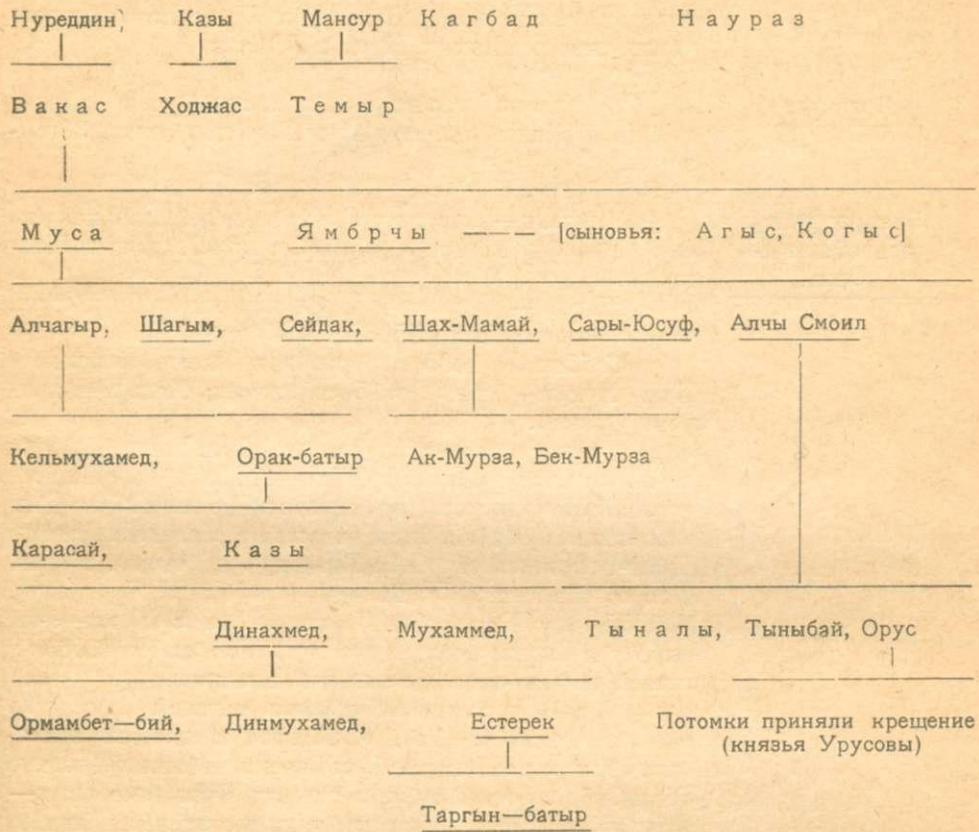 Нуреддин, Казы Мансур Кагбад Наураз
Вакас Ходжас Темыр
Муса Ямбрчы ——— [сыновья: Агыс, Когыс]
Алчагыр, Шагым, Сейдак, Шах-Мамай, Сары-Юсуф, Алчы Смоил
Кельмухамед, Орак-батыр Ак-Мурза, Бек-Мурза
Карасай, Казы
Динахмед, Мухаммед, Тыналы, Тыныбай, Орус
Ормамбет—бий, Динмухамед, Естерек Потомки приняли крещение
(князья Урусовы)
Таргын—батыр